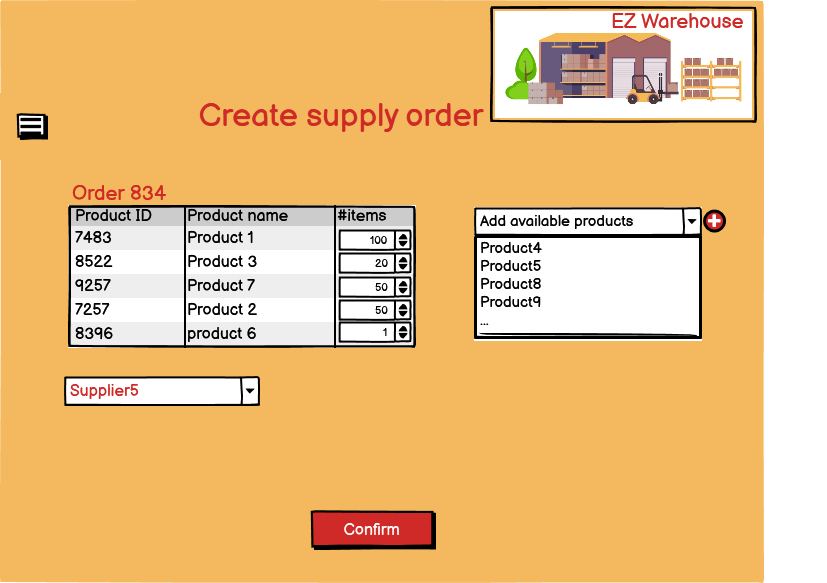 EZ Warehouse
Create supply order
Order 834
Product ID Product name #items
7483 Product 1 100
8522 Product 3 20
9257 Product 7 50
7257 Product 2 50
8396 product 6 1
Add available products
Product4
Product5
Product8
Product9
...
Supplier5
Confirm